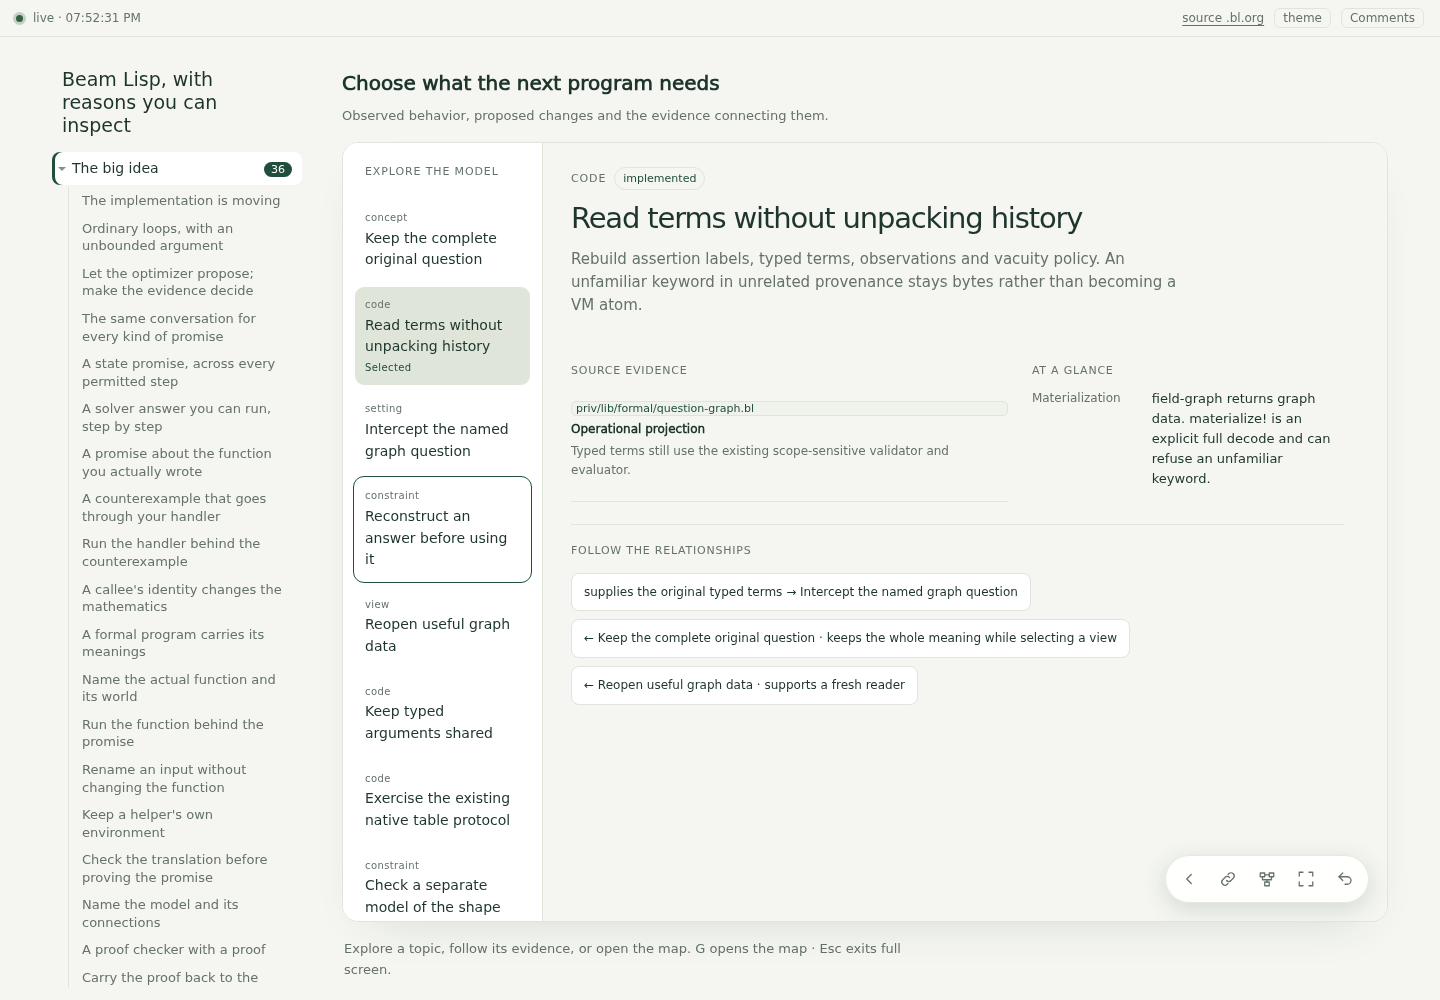 live · 07:52:31 PM
source .bl.org
theme
Comments
Beam Lisp, with
reasons you can
inspect
The big idea
36
The implementation is moving
Ordinary loops, with an
unbounded argument
Let the optimizer propose;
make the evidence decide
The same conversation for
every kind of promise
A state promise, across every
permitted step
A solver answer you can run,
step by step
A promise about the function
you actually wrote
A counterexample that goes
through your handler
Run the handler behind the
counterexample
A callee's identity changes the
mathematics
A formal program carries its
meanings
Name the actual function and
its world
Run the function behind the
promise
Rename an input without
changing the function
Keep a helper's own
environment
Check the translation before
proving the promise
Name the model and its
connections
A proof checker with a proof
Carry the proof back to the
Choose what the next program needs
Observed behavior, proposed changes and the evidence connecting them.
EXPLORE THE MODEL
concept
Keep the complete
original question
code
Read terms without
unpacking history
Selected
setting
Intercept the named
graph question
constraint
Reconstruct an
answer before using
it
view
Reopen useful graph
data
code
Keep typed
arguments shared
code
Exercise the existing
native table protocol
constraint
Check a separate
model of the shape
CODE
implemented
Read terms without unpacking history
Rebuild assertion labels, typed terms, observations and vacuity policy. An
unfamiliar keyword in unrelated provenance stays bytes rather than becoming a
VM atom.
SOURCE EVIDENCE
priv/lib/formal/question-graph.bl
Operational projection
Typed terms still use the existing scope-sensitive validator and
evaluator.
AT A GLANCE
Materialization
field-graph returns graph
data. materialize! is an
explicit full decode and can
refuse an unfamiliar
keyword.
FOLLOW THE RELATIONSHIPS
supplies the original typed terms → Intercept the named graph question
← Keep the complete original question · keeps the whole meaning while selecting a view
← Reopen useful graph data · supports a fresh reader
Explore a topic, follow its evidence, or open the map. G opens the map · Esc exits full
screen.